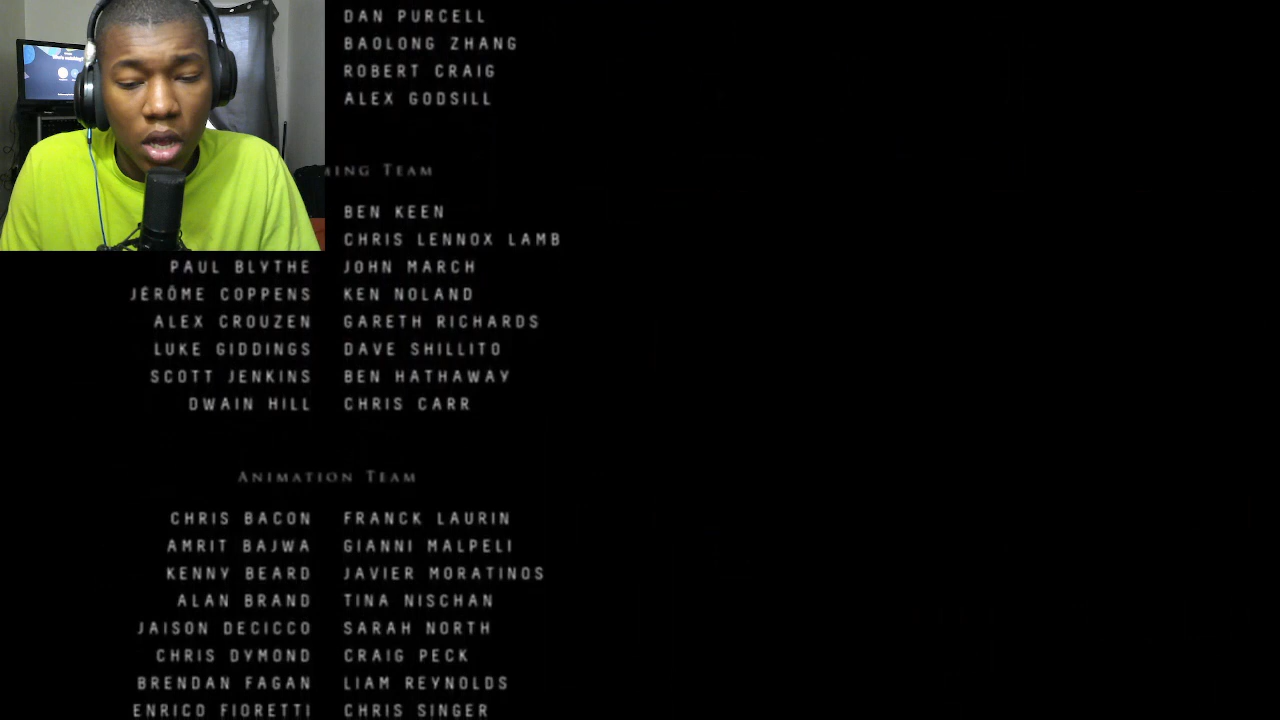 DAN PURCELL
BAOLONG ZHANG
ROBERT CRAIG
ALEX GODSILL
TEAM
BEN KEEN
CHRIS LENNOX LAMB
PAUL BLYTHE JOHN MARCH
JÉRÔME COPPENS KEN NOLAND
ALEX CROUZEN GARETH RICHARDS
LUKE GIDDINGS DAVE SHILLITO
SCOTT JENKINS BEN HATHAWAY
DWAIN HILL CHRIS CARR
ANIMATION TEAM
CHRIS BACON FRANCK LAURIN
AMRIT BAJWA GIANNI MALPELI
KENNY BEARD JAVIER MORATINOS
ALAN BRAND TINA NISCHAN
JAISON DECICCO SARAH NORTH
CHRIS DYMOND CRAIG PECK
BRENDAN FAGAN LIAM REYNOLDS
ENRICO FIORETTI CHRIS SINGER